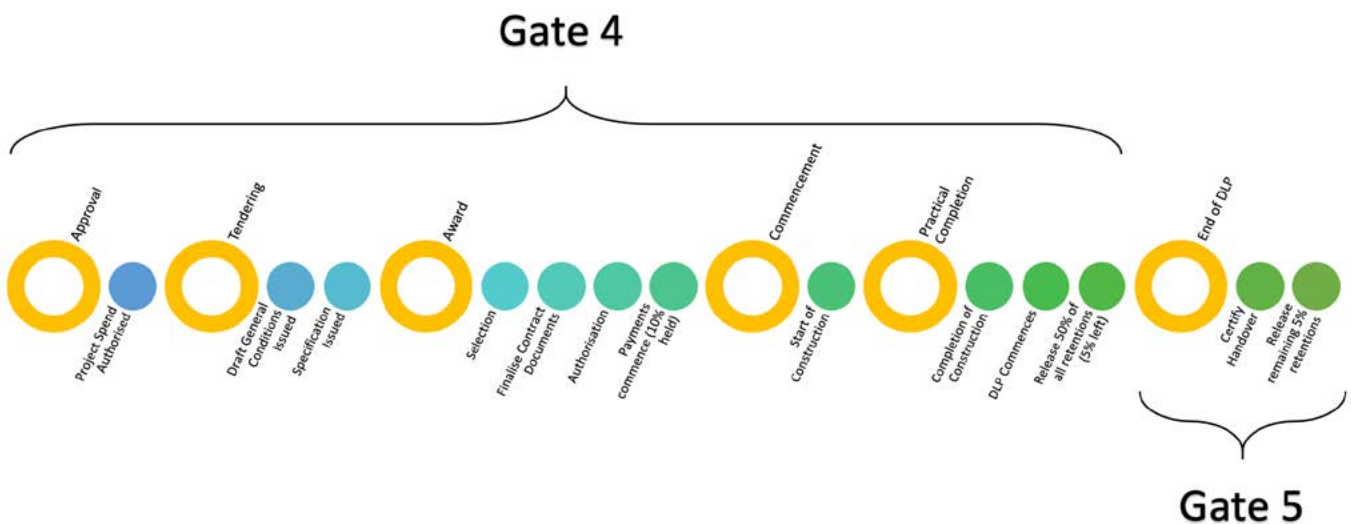 Gate 4
Approval
Project Spend
Authorised
Tendering
Draft General
Conditions
Issued
Specification
Issued
Award
Selection
Finalise Contract
Documents
Authorisation
Payments
commence (10%
held)
Commencement
Start of
Construction
Practical
Completion
Completion of
Construction
DLP Commences
Release 50% of
all retentions
(5% left)
End of DLP
Certify
Handover
Release
remaining 5%
retentions
Gate 5